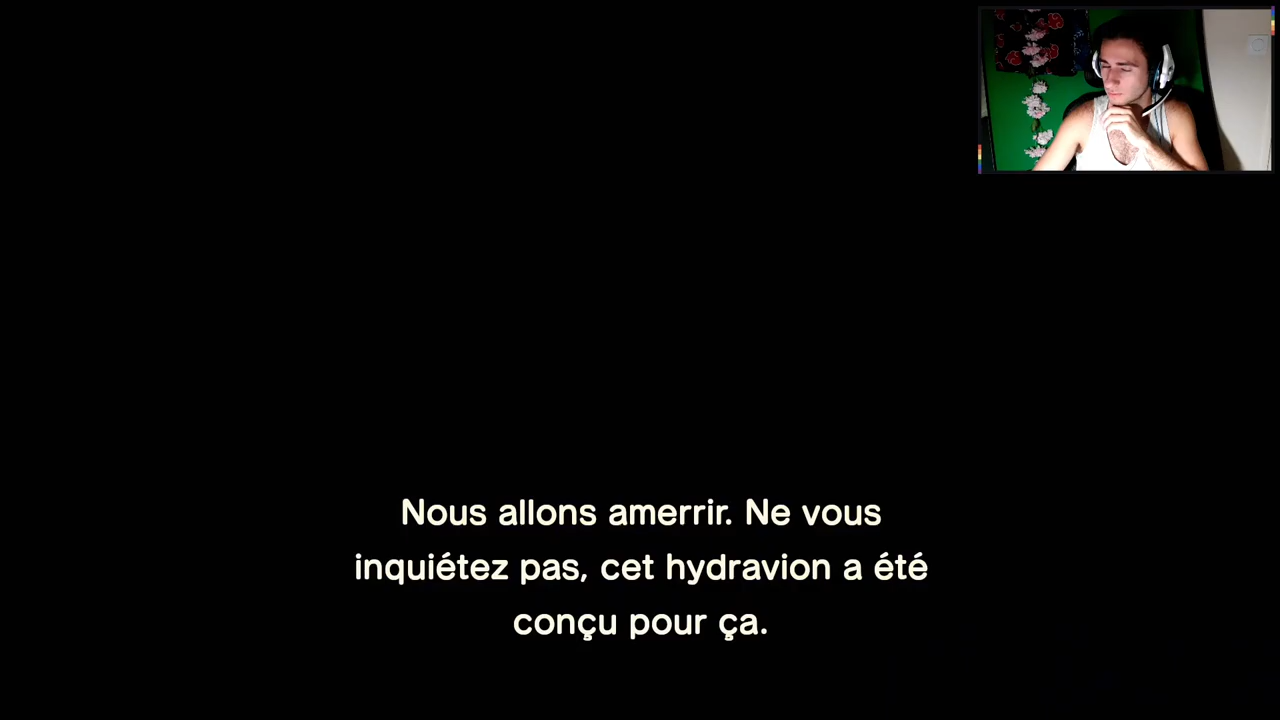 Nous allons amerrir. Ne vous
inquiétez pas, cet hydravion a été
conçu pour ça.